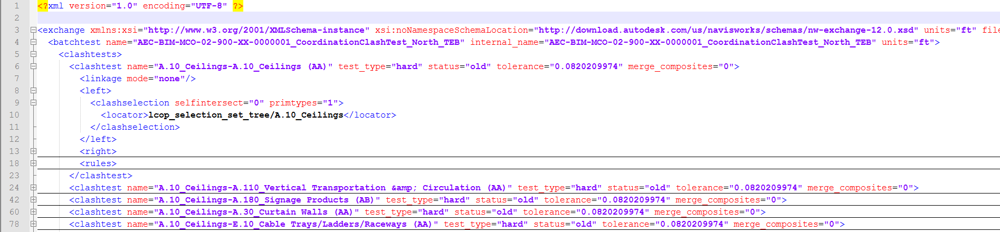 1 <?xml version="1.0" encoding="UTF-8" ?>
2
3 <exchange xmlns:xsi="http://www.w3.org/2001/XMLSchema-instance" xsi:noNamespaceSchemaLocation="http://download.autodesk.com/us/navisworks/schemas/nw-exchange-12.0.xsd" units="ft" file
4 <batchtest name="AEC-BIM-MCO-02-900-XX-0000001_CoordinationClashTest_North_TEB" internal_name="AEC-BIM-MCO-02-900-XX-0000001_CoordinationClashTest_North_TEB" units="ft">
5 <clashtests>
6 <clashtest name="A.10_Ceilings-A.10_Ceilings (AA)" test_type="hard" status="old" tolerance="0.0820209974" merge_composites="0">
7 <linkage mode="none"/>
8 <left>
9 <clashselection selfintersect="0" primtypes="1">
10 <locator>lcop_selection_set_tree/A.10_Ceilings</locator>
11 </clashselection>
12 </left>
13 <right>
18 <rules>
23 </clashtest>
24 <clashtest name="A.10_Ceilings-A.110_Vertical Transportation &amp; Circulation (AA)" test_type="hard" status="old" tolerance="0.0820209974" merge_composites="0">
42 <clashtest name="A.10_Ceilings-A.180_Signage Products (AB)" test_type="hard" status="old" tolerance="0.0820209974" merge_composites="0">
60 <clashtest name="A.10_Ceilings-A.30_Curtain Walls (AA)" test_type="hard" status="old" tolerance="0.0820209974" merge_composites="0">
78 <clashtest name="A.10_Ceilings-E.10_Cable Trays/Ladders/Raceways (AA)" test_type="hard" status="old" tolerance="0.0820209974" merge_composites="0">